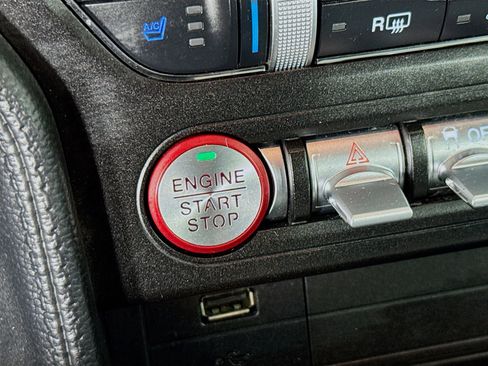 A/C
R
ENGINE
START
STOP